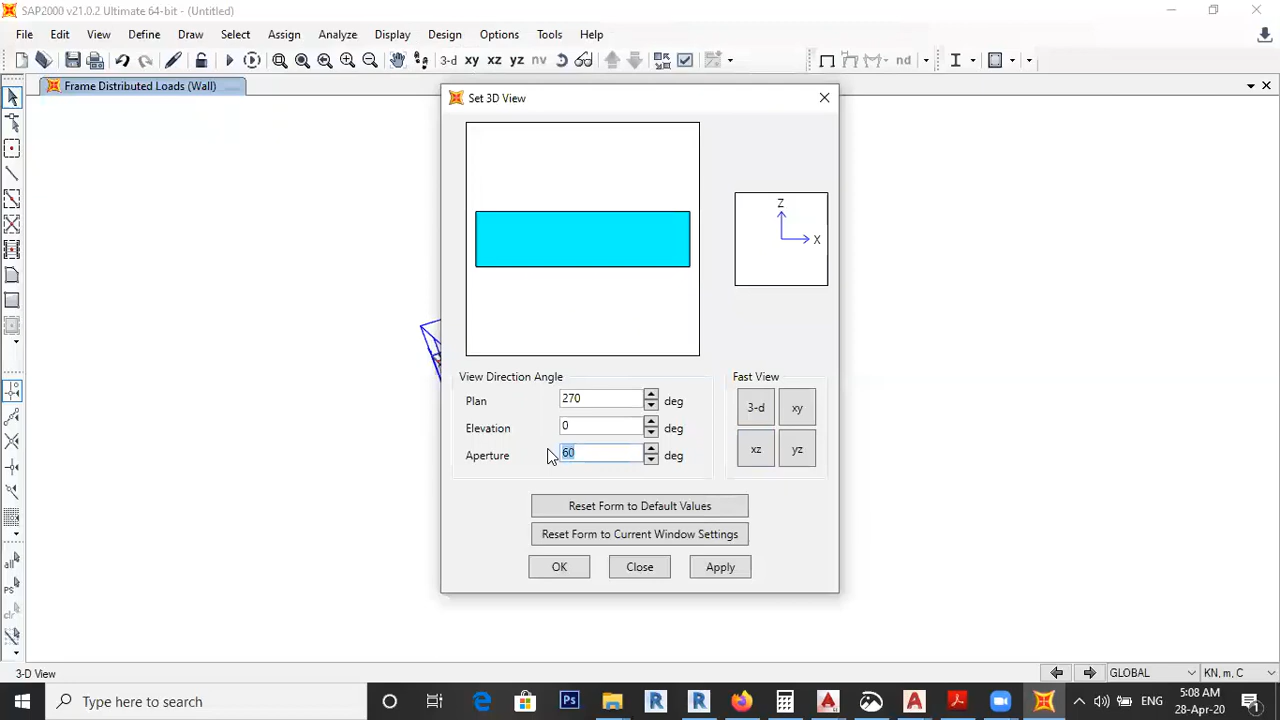 SAP2000 v21.0.2 Ultimate 64-bit - (Untitled)
File Edit View Define Draw Select Assign Analyze Display Design Options Tools Help
3-d xy xz yz nv nd
Frame Distributed Loads (Wall)
Set 3D View
Z
X
View Direction Angle
Fast View
Plan 270 deg
3-d xy
Elevation 0 deg
Aperture 60 deg
xz yz
Reset Form to Default Values
Reset Form to Current Window Settings
OK Close Apply
all
PS
clr
3-D View
GLOBAL
KN, m, C
Type here to search
ENG
5:08 AM
28-Apr-20
1